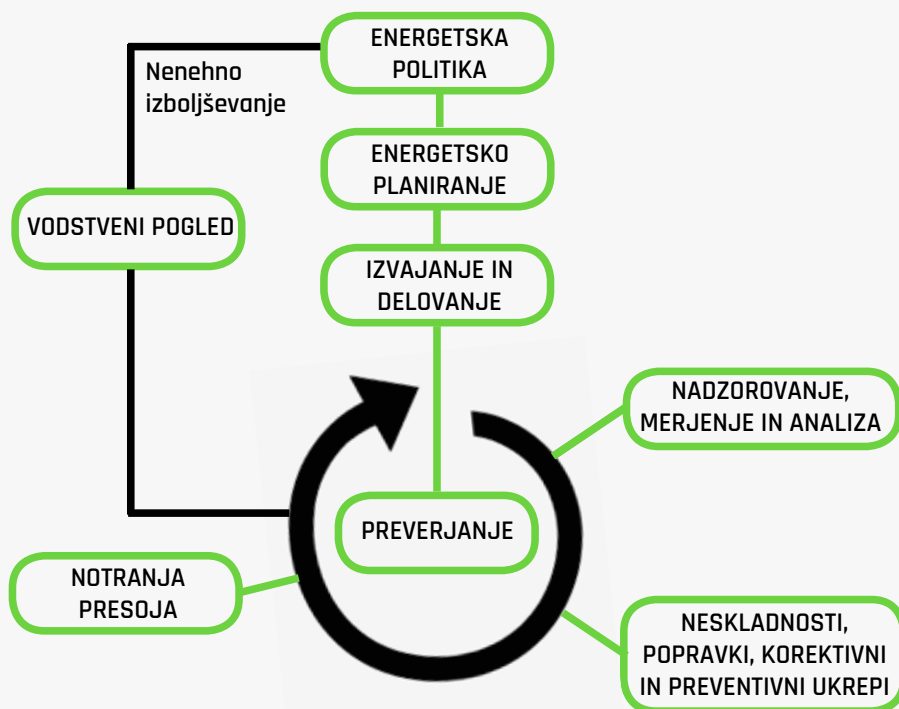 ENERGETSKA
POLITIKA
Nenehno
izboljševanje
ENERGETSKO
PLANIRANJE
VODSTVENI POGLED
IZVAJANJE IN
DELOVANJE
NADZOROVANJE,
MERJENJE IN ANALIZA
PREVERJANJE
NOTRANJA
PRESOJA
NESKLADNOSTI,
POPRAVKI, KOREKTIVNI
IN PREVENTIVNI UKREPI